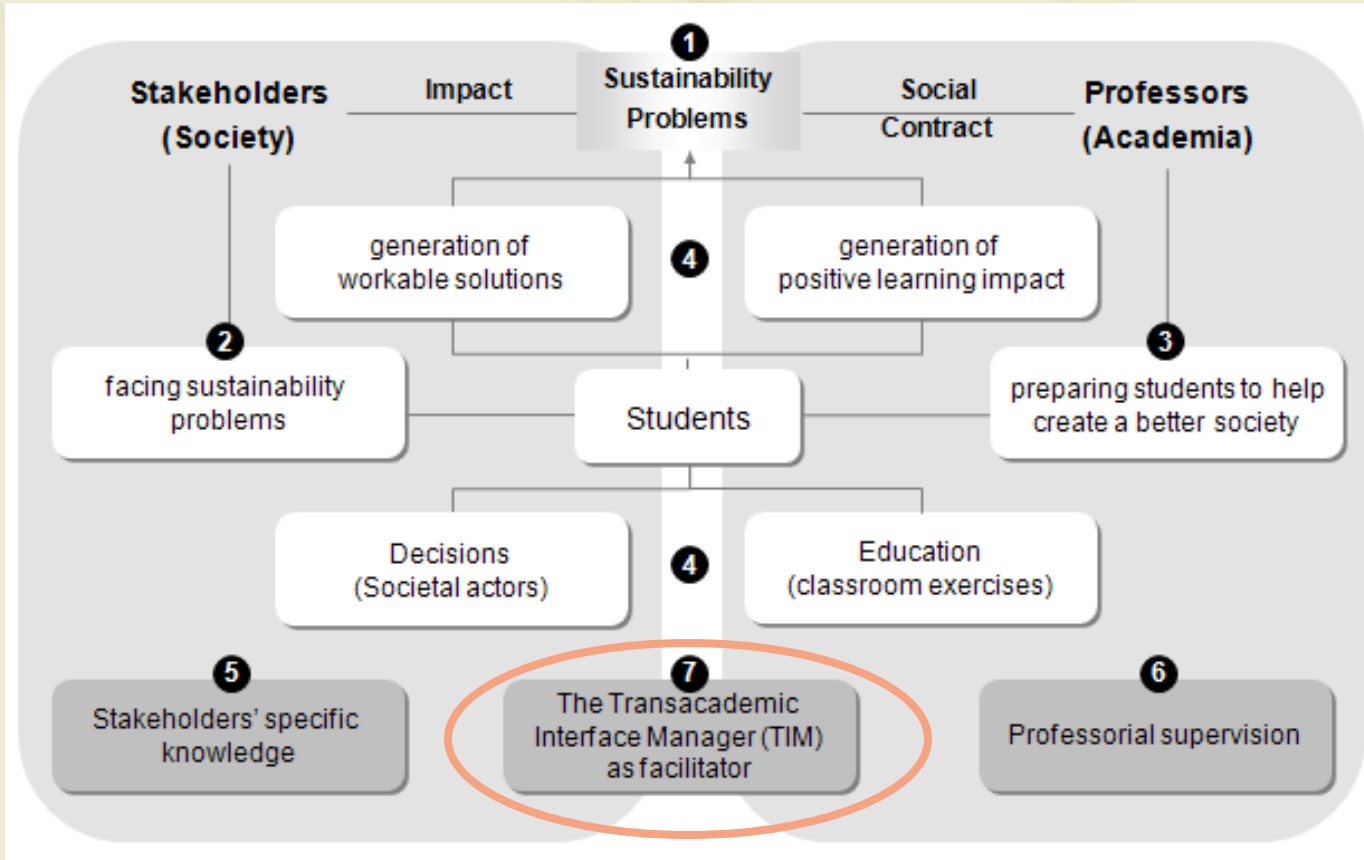 1
Sustainability
Problems
Stakeholders
(Society)
Impact
Social
Contract
Professors
(Academia)
generation of
workable solutions
4
generation of
positive learning impact
2
facing sustainability
problems
Students
3
preparing students to help
create a better society
Decisions
(Societal actors)
4
Education
(classroom exercises)
5
Stakeholders' specific
knowledge
7
The Transacademic
Interface Manager (TIM)
as facilitator
6
Professorial supervision